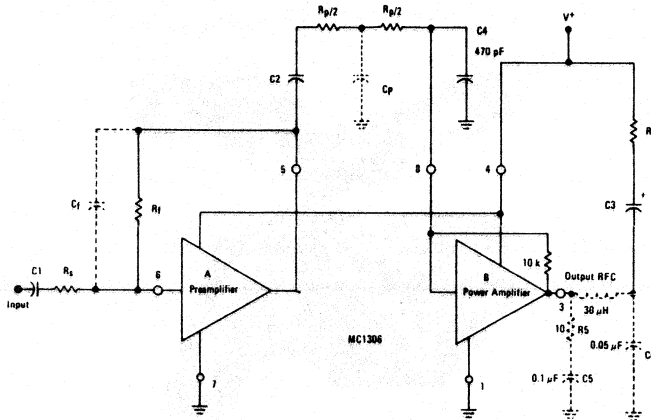 Rp/2
Rp/2
C4
470 pF
V+
C2
Cp
R
5
8
4
C3
+
Cf
Rf
10 k
A
Preamplifier
B
Power Amplifier
Output RFC
C1
Rs
6
3
30 µH
Input
10
R5
MC1306
0.05 µF
C
7
1
0.1 µF
C5